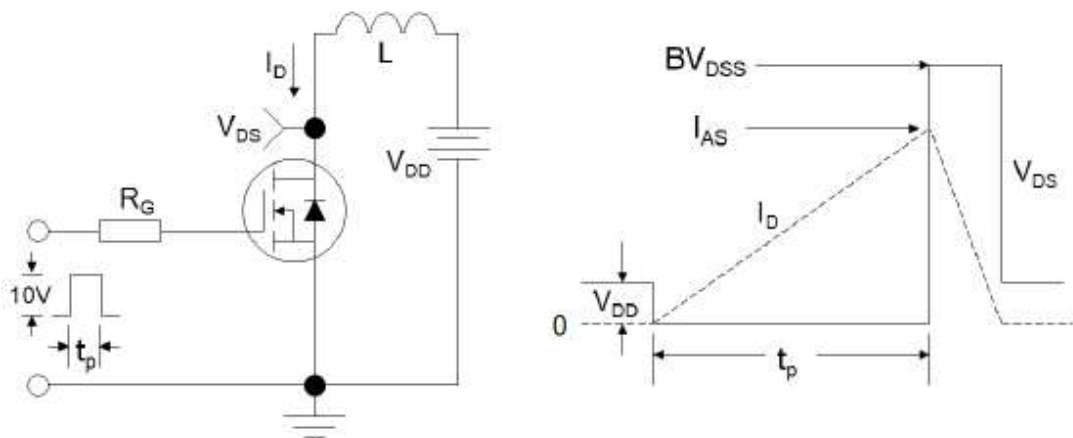 L
I_D
V_DS
V_DD
R_G
10V
t_p
BV_DSS
I_AS
V_DS
I_D
V_DD
0
t_p